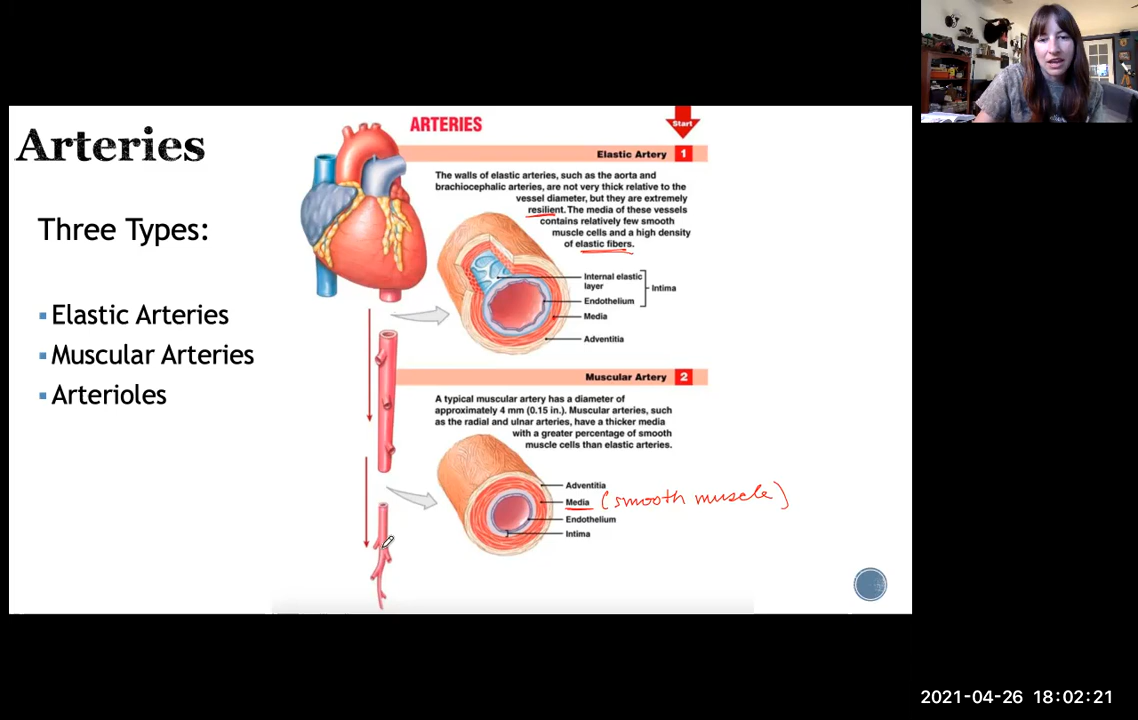 Arteries
Three Types:
▪ Elastic Arteries
▪ Muscular Arteries
▪ Arterioles
ARTERIES
Start
Elastic Artery 1
The walls of elastic arteries, such as the aorta and
brachiocephalic arteries, are not very thick relative to the
vessel diameter, but they are extremely
resilient. The media of these vessels
contains relatively few smooth
muscle cells and a high density
of elastic fibers.
Internal elastic
layer
Intima
Endothelium
Media
Adventitia
Muscular Artery 2
A typical muscular artery has a diameter of
approximately 4 mm (0.15 in.). Muscular arteries, such
as the radial and ulnar arteries, have a thicker media
with a greater percentage of smooth
muscle cells than elastic arteries.
Adventitia
Media (smooth muscle)
Endothelium
Intima
2021-04-26 18:02:21